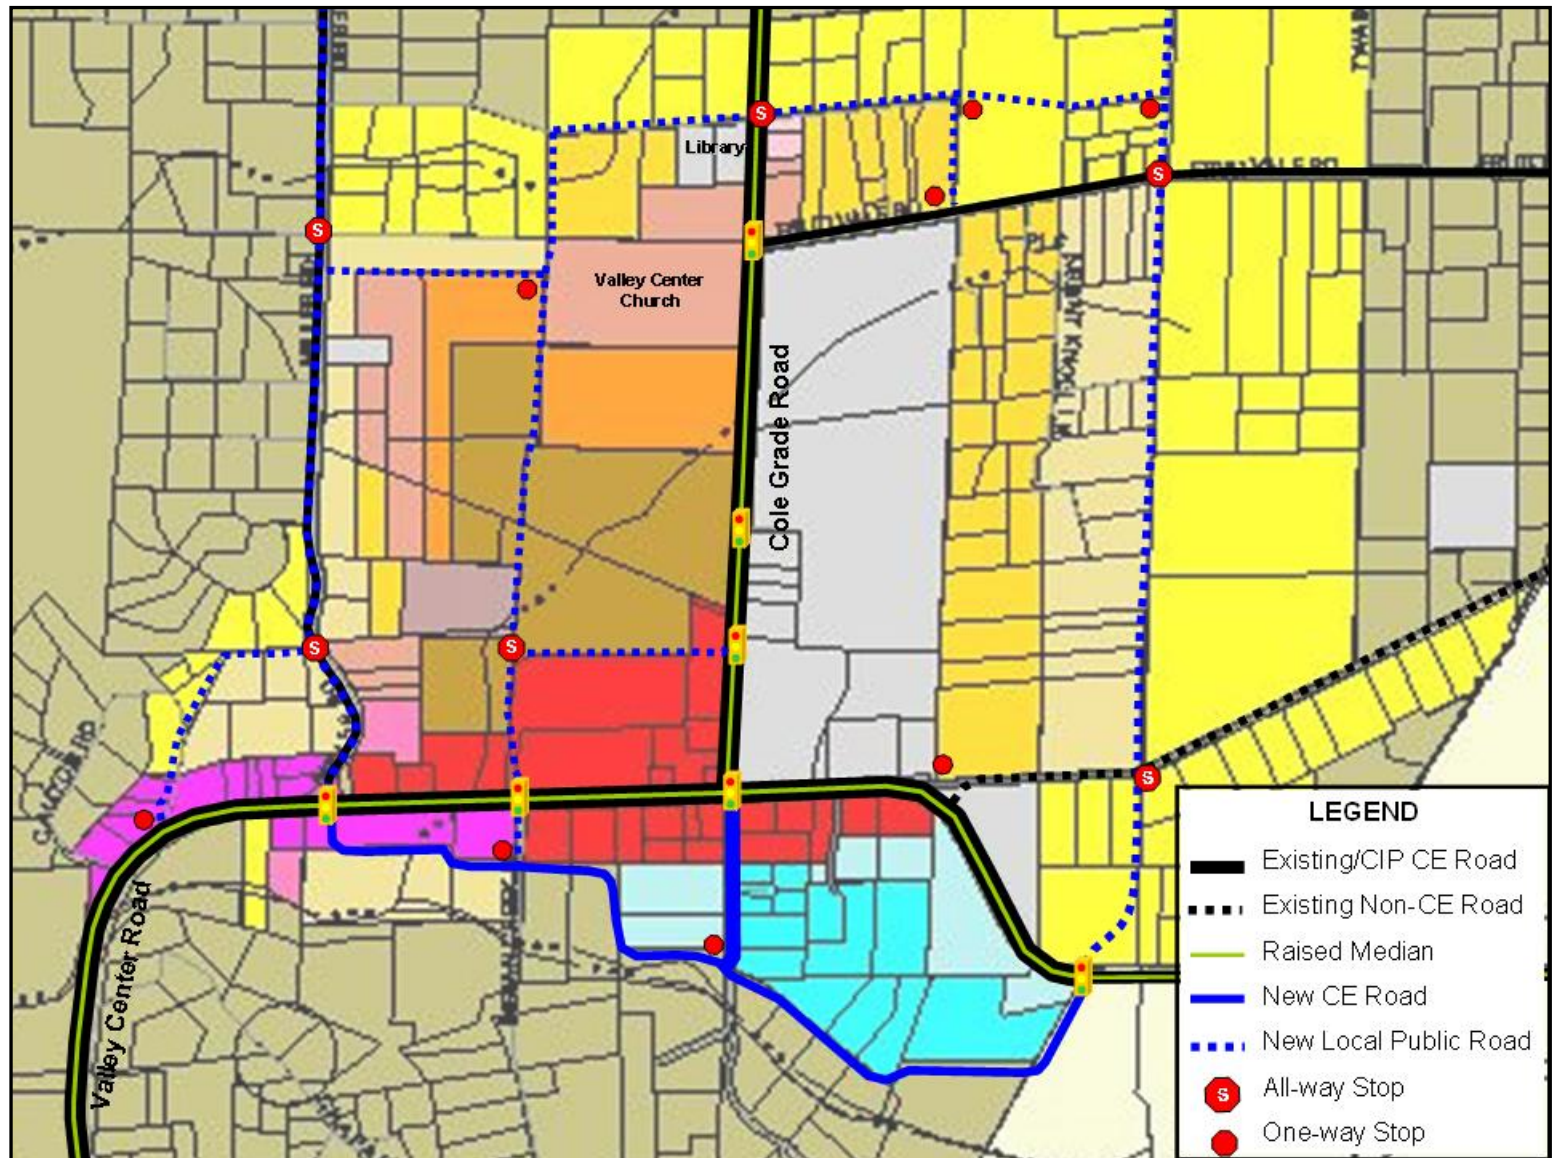 Library
Valley Center
Church
Cole Grade Road
Valley Center Road
S
S
S
S
S
S
LEGEND
Existing/CIP CE Road
Existing Non-CE Road
Raised Median
New CE Road
New Local Public Road
S All-way Stop
One-way Stop